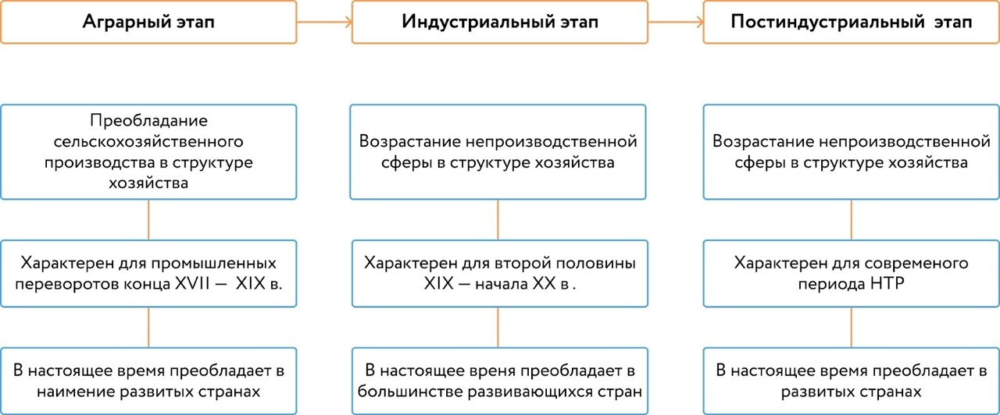 Аграрный этап
Индустриальный этап
Постиндустриальный этап
Преобладание
сельскохозяйственного
производства в структуре
хозяйства
Возрастание непроизводственной
сферы в структуре хозяйства
Возрастание непроизводственной
сферы в структуре хозяйства
Характерен для промышленных
переворотов конца XVII — XIX в.
Характерен для второй половины
XIX — начала XX в .
Характерен для современого
периода НТР
В настоящее время преобладает в
наимение развитых странах
В настоящее вреня преобладает в
большинстве развивающихся стран
В настоящее время преобладает в
развитых странах